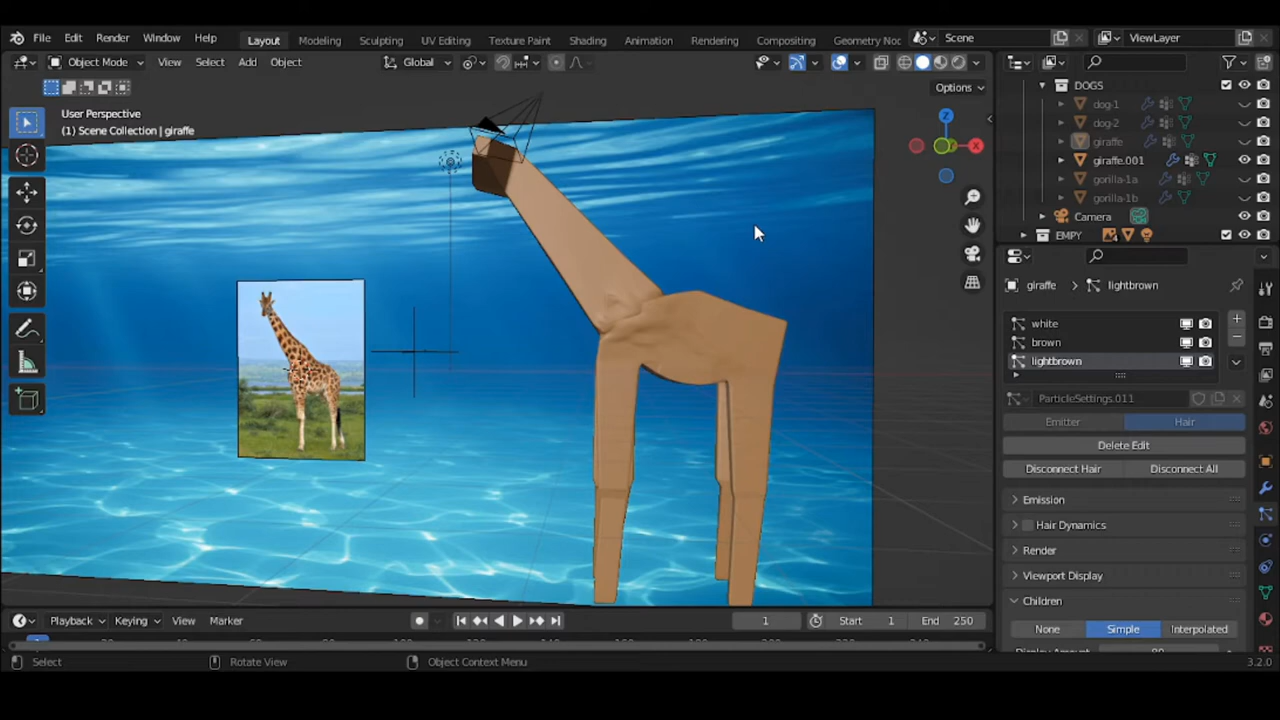 File Edit Render Window Help Layout Modeling Sculpting UV Editing Texture Paint Shading Animation Rendering Compositing Geometry Noc Scene ViewLayer
Object Mode View Select Add Object Global
Options
User Perspective
(1) Scene Collection | giraffe
DOGS
dog-1
dog-2
giraffe
giraffe.001
gorilla-1a
gorilla-1b
Camera
EMPY
giraffe > lightbrown
white
brown
lightbrown
ParticleSettings.011
Emitter Hair
Delete Edit
Disconnect Hair Disconnect All
Emission
Hair Dynamics
Render
Viewport Display
Children
None Simple Interpolated
Playback Keying View Marker 1 Start 1 End 250
Select Rotate View Object Context Menu 3.2.0